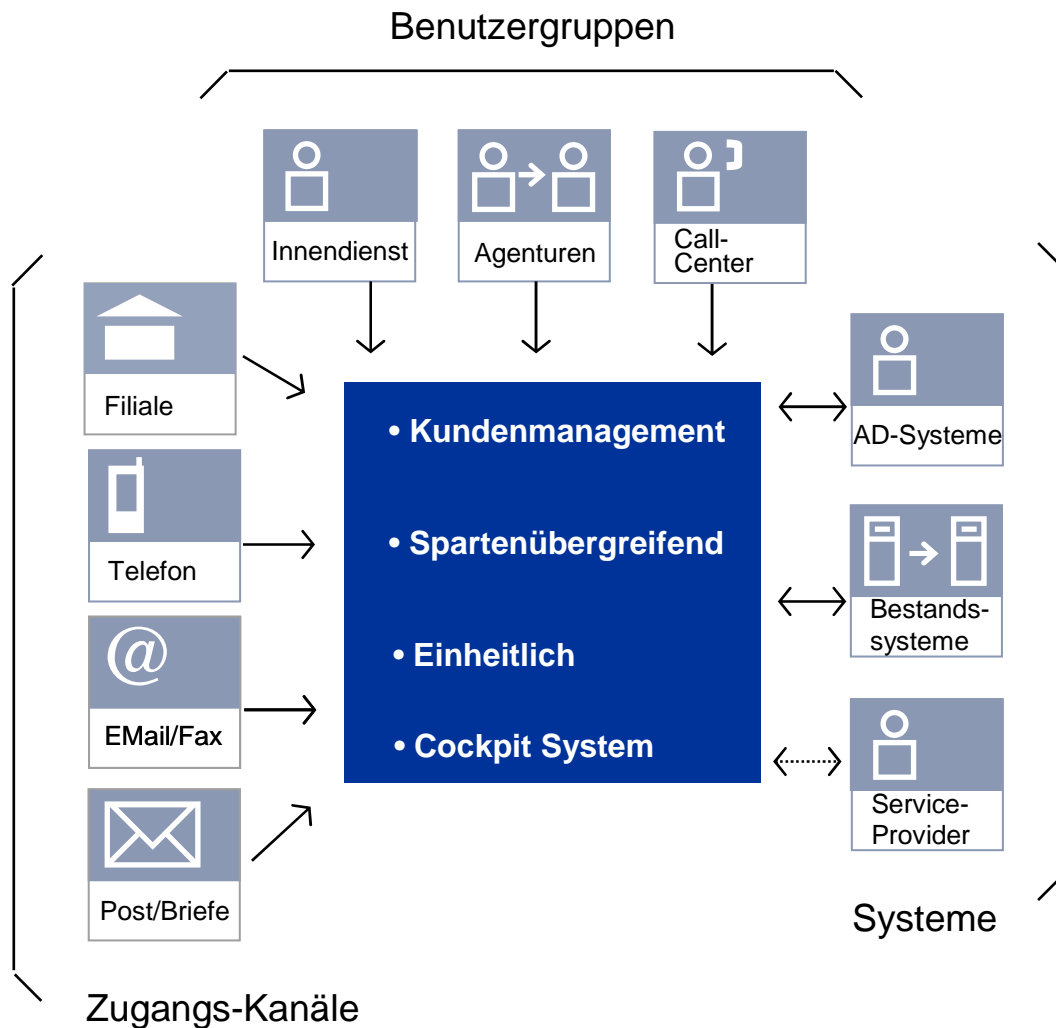 Benutzergruppen
Innendienst
Agenturen
Call-
Center
Filiale
Telefon
@
EMail/Fax
Post/Briefe
• Kundenmanagement
• Spartenübergreifend
• Einheitlich
• Cockpit System
AD-Systeme
Bestands-
systeme
Service-
Provider
Systeme
Zugangs-Kanäle